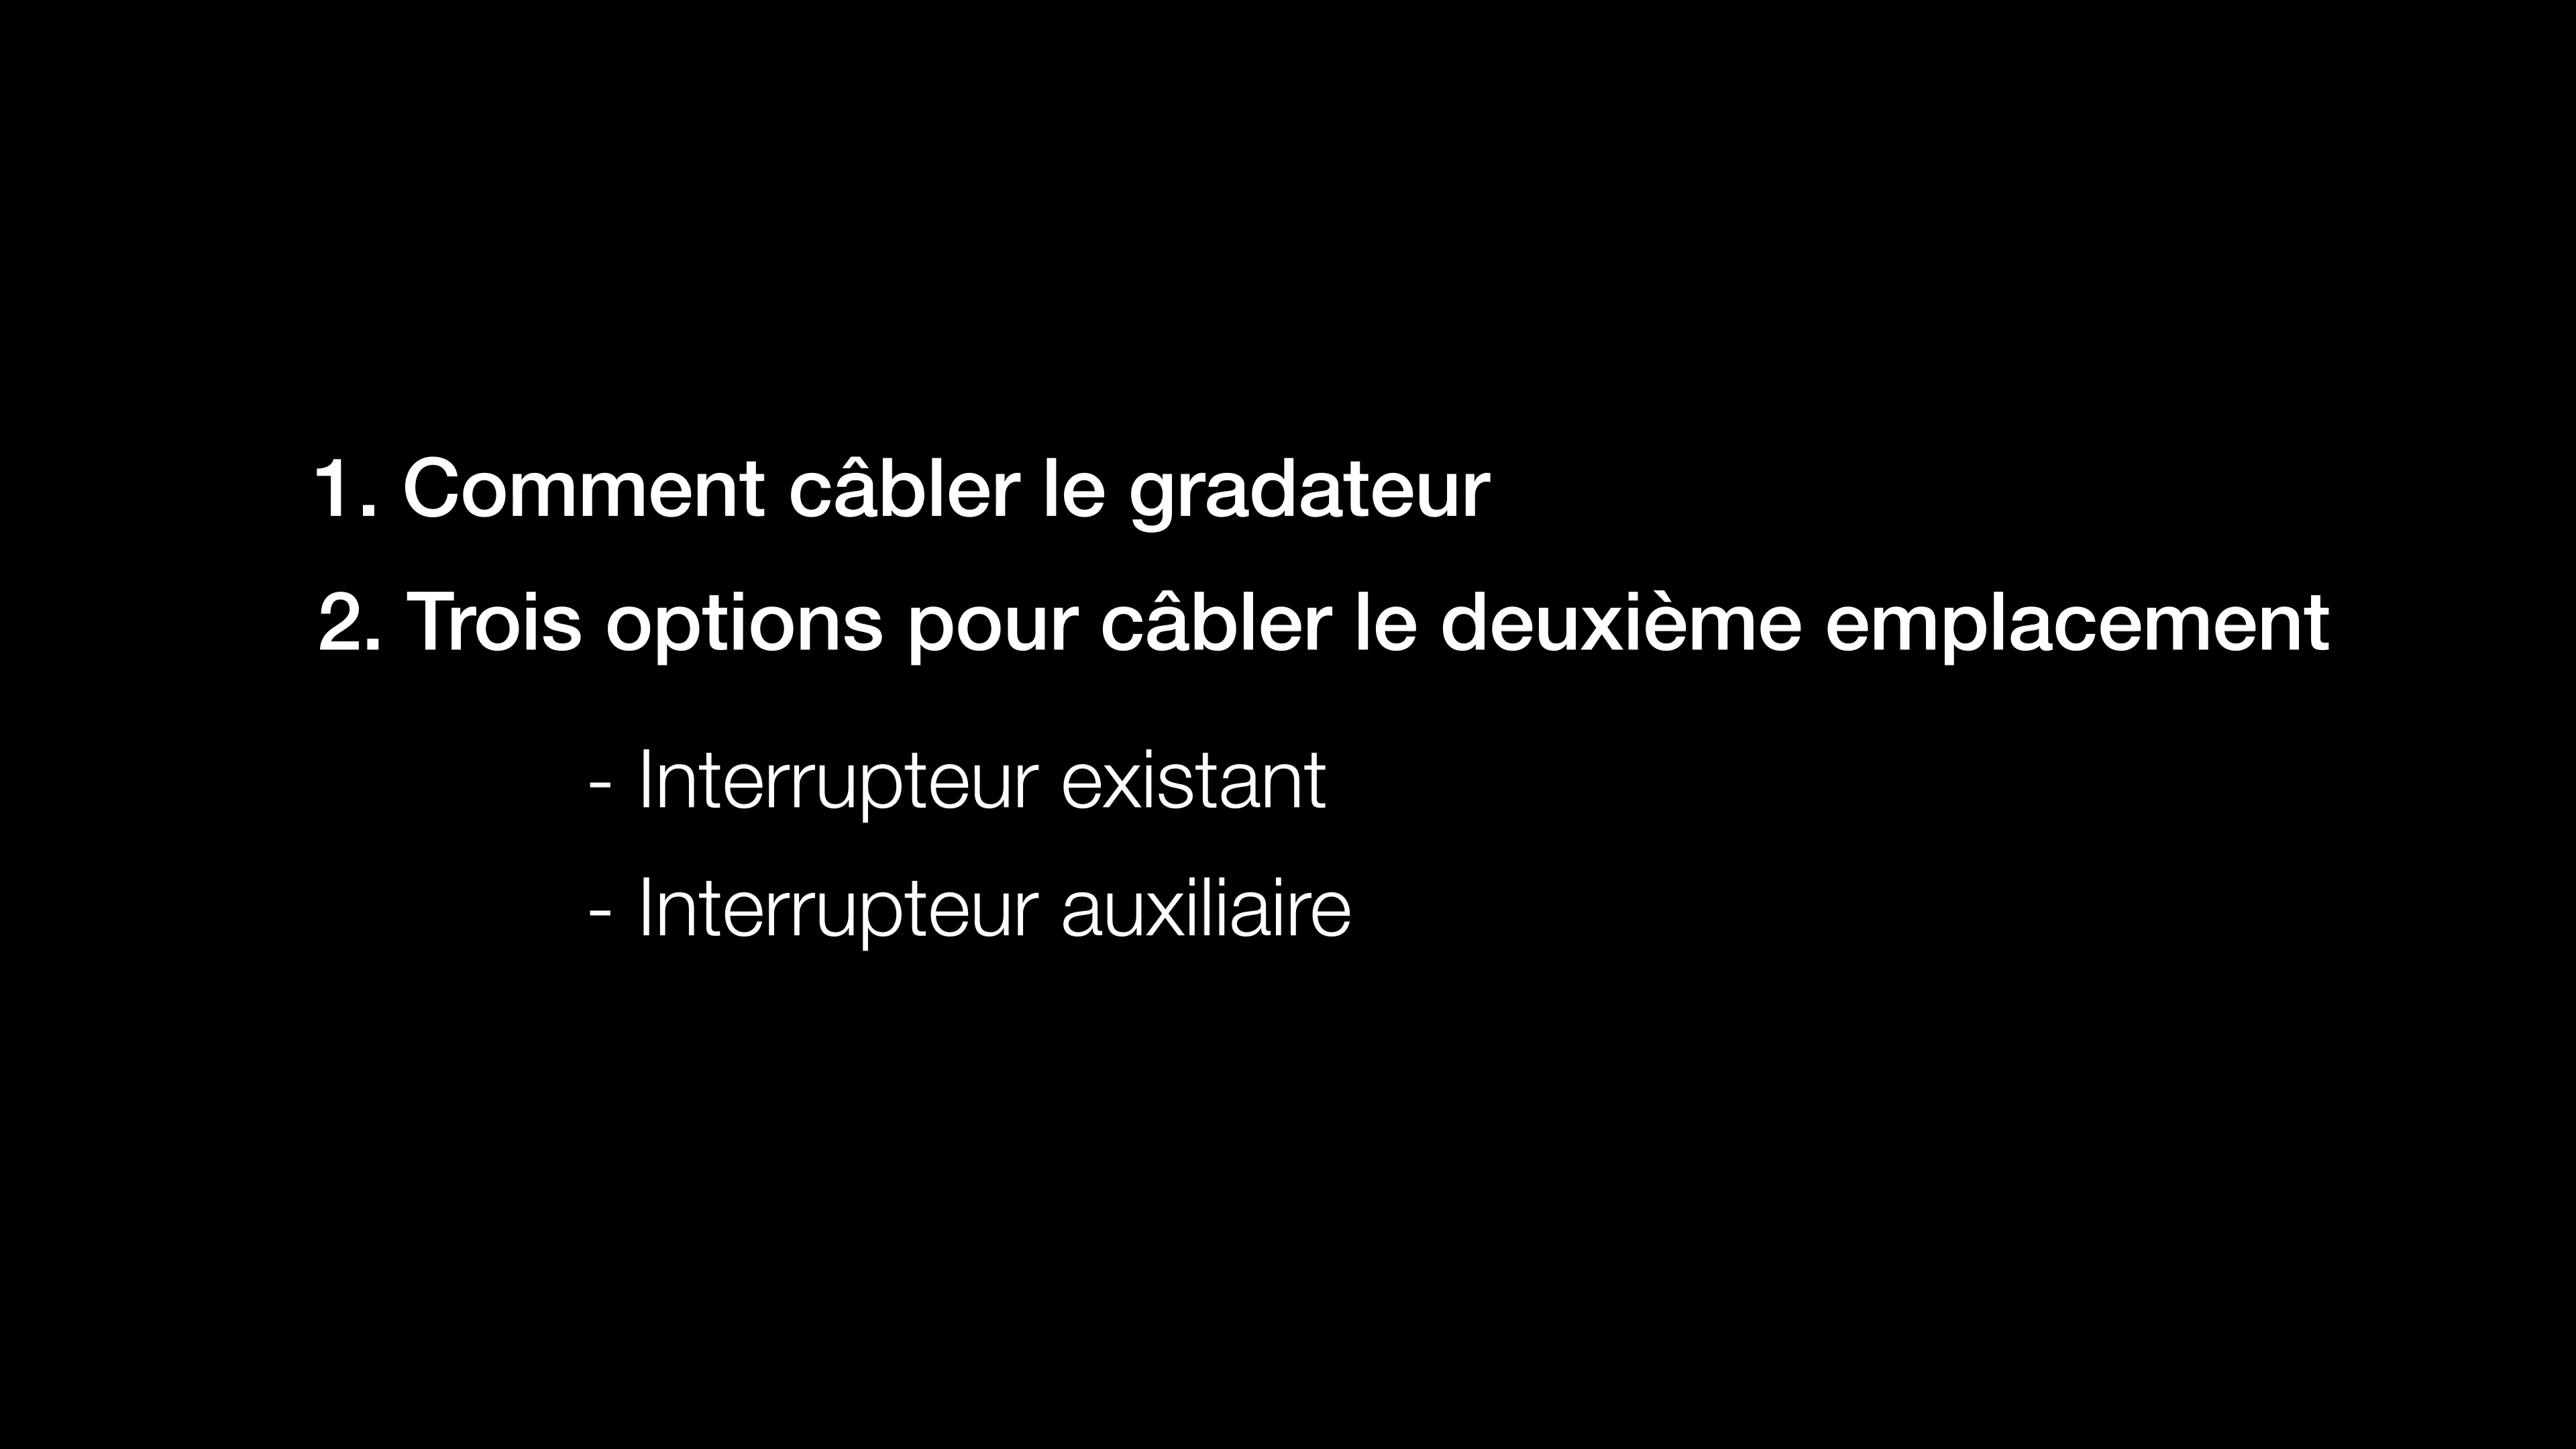 1. Comment câbler le gradateur
2. Trois options pour câbler le deuxième emplacement
- Interrupteur existant
- Interrupteur auxiliaire